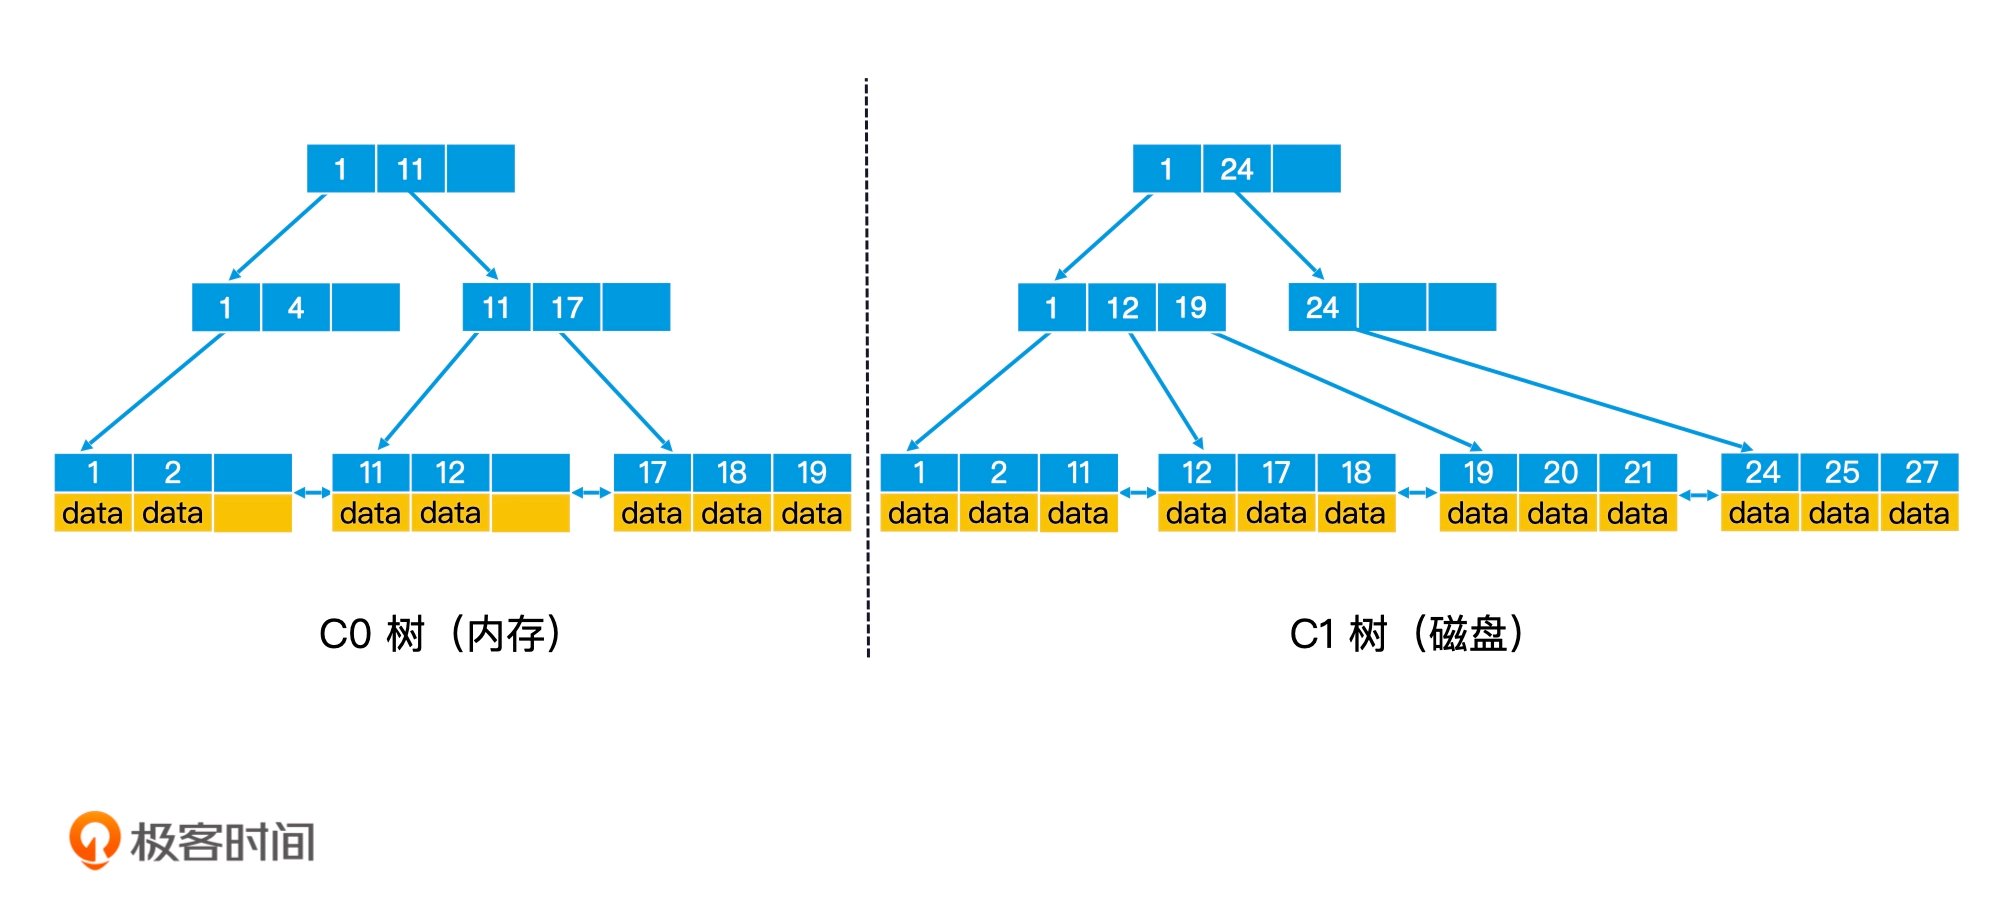 1 11
1 24
1 4
11 17
1 12 19
24
1 2
11 12
17 18 19
1 2 11
12 17 18
19 20 21
24 25 27
data data
data data
data data data
data data data
data data data
data data data
data data data
C0 树（内存）
C1 树（磁盘）
极客时间